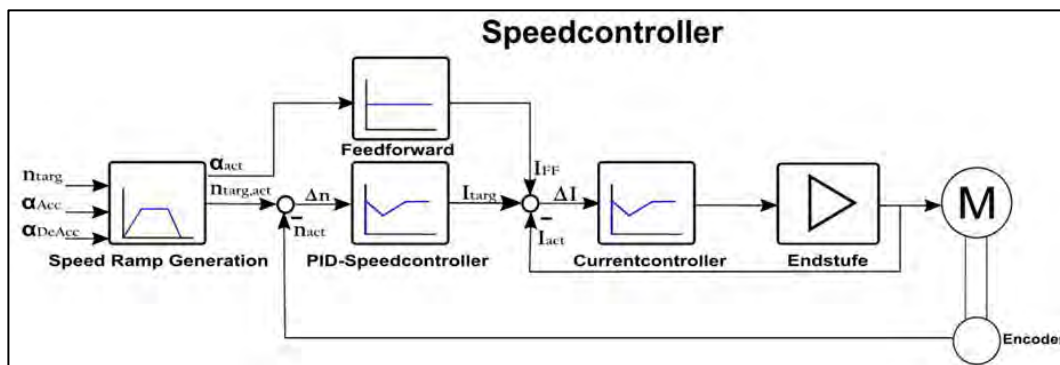 Speedcontroller
Feedforward
αact
IFF
ntarg
αAcc
αDeAcc
ntarg,act
Δn
nact
Itarg
ΔI
Iact
M
Speed Ramp Generation
PID-Speedcontroller
Currentcontroller
Endstufe
Encoder